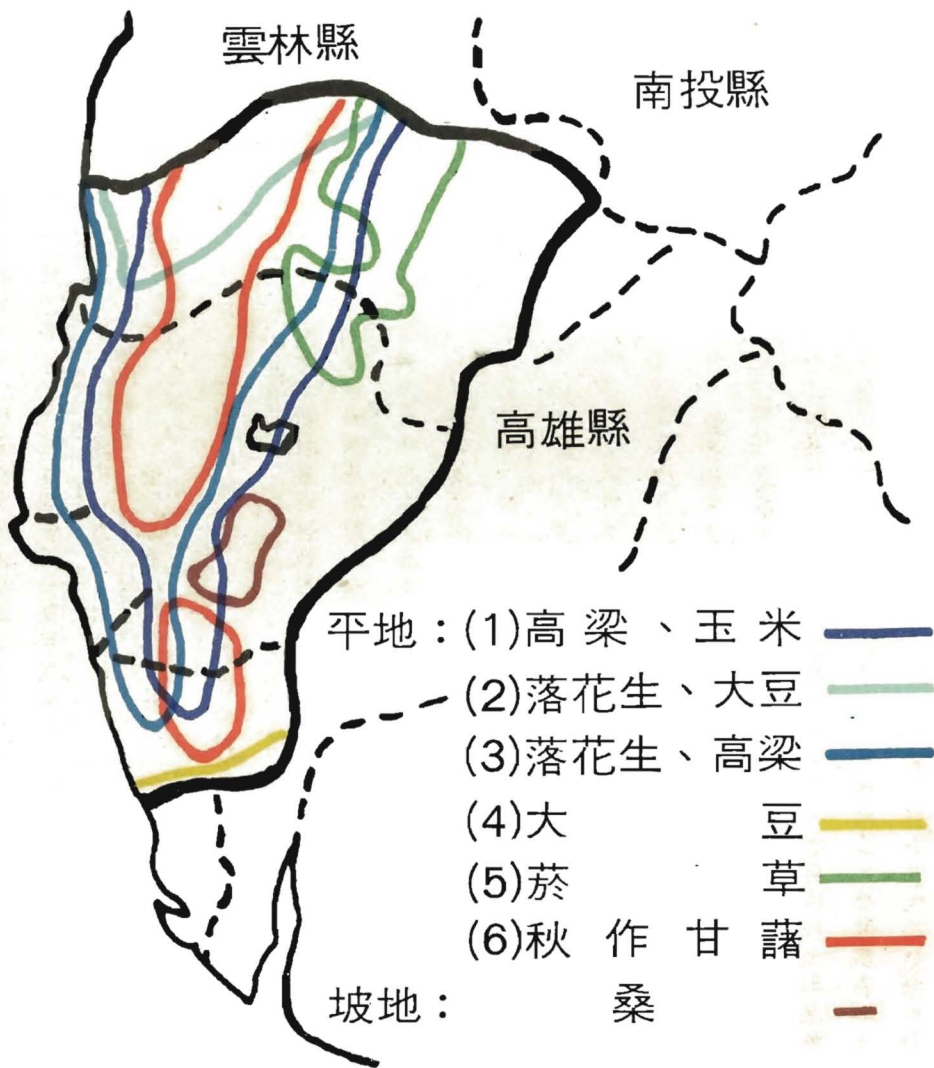 雲林縣
南投縣
高雄縣
平地：(1)高梁、玉米
(2)落花生、大豆
(3)落花生、高梁
(4)大豆
(5)菸草
(6)秋作甘藷
坡地：桑